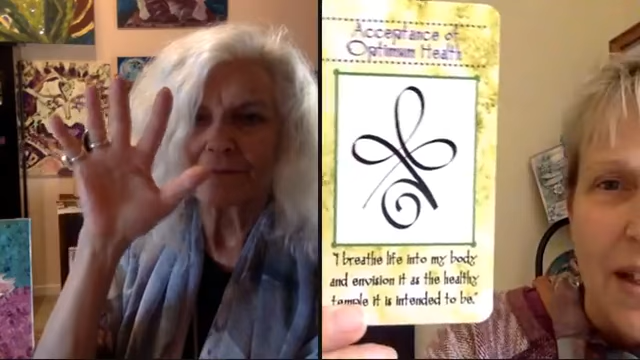 Acceptance of
Optimum Health
"I breathe life into my body
and envision it as the healthy
temple it is intended to be."